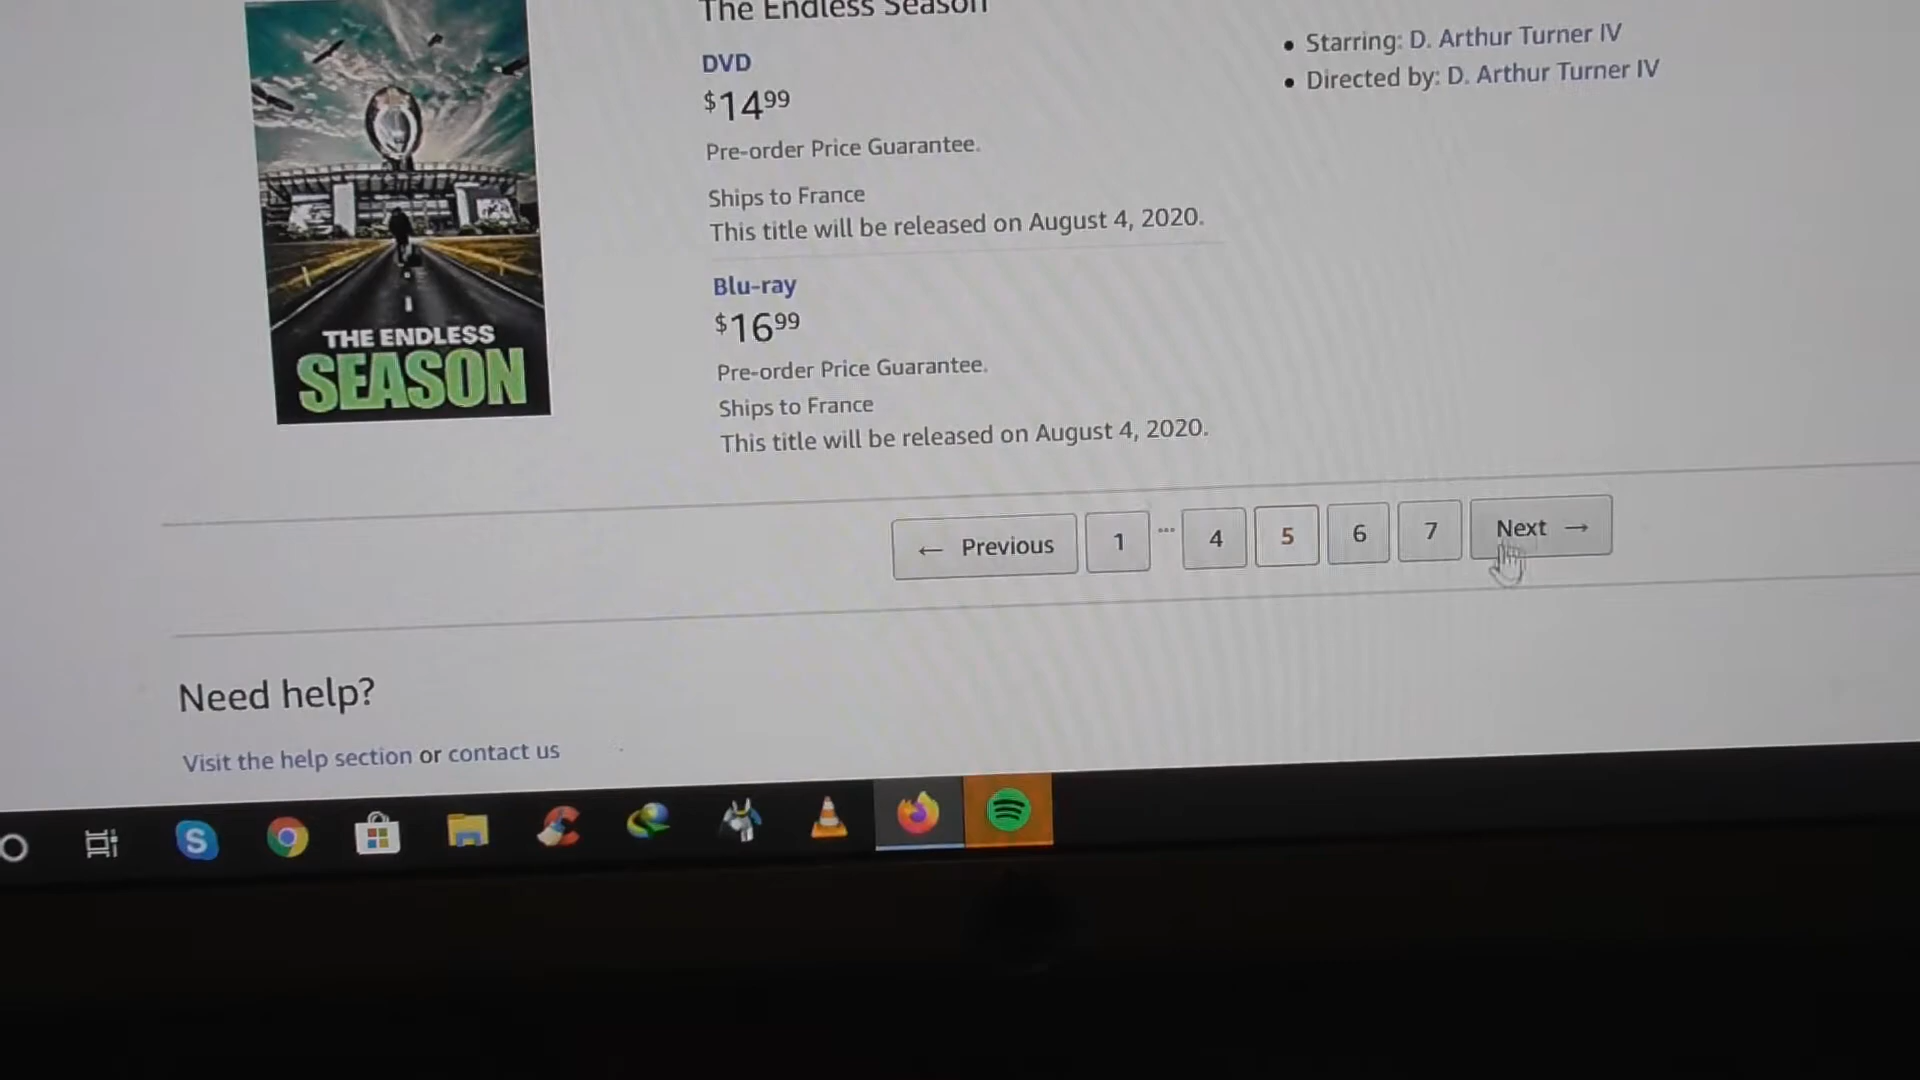 The Endless Season
DVD
$14.99
Pre-order Price Guarantee.
Ships to France
This title will be released on August 4, 2020.
Blu-ray
$16.99
Pre-order Price Guarantee.
Ships to France
This title will be released on August 4, 2020.
Starring: D. Arthur Turner IV
Directed by: D. Arthur Turner IV
THE ENDLESS
SEASON
← Previous 1 ... 4 5 6 7 Next →
Need help?
Visit the help section or contact us
S